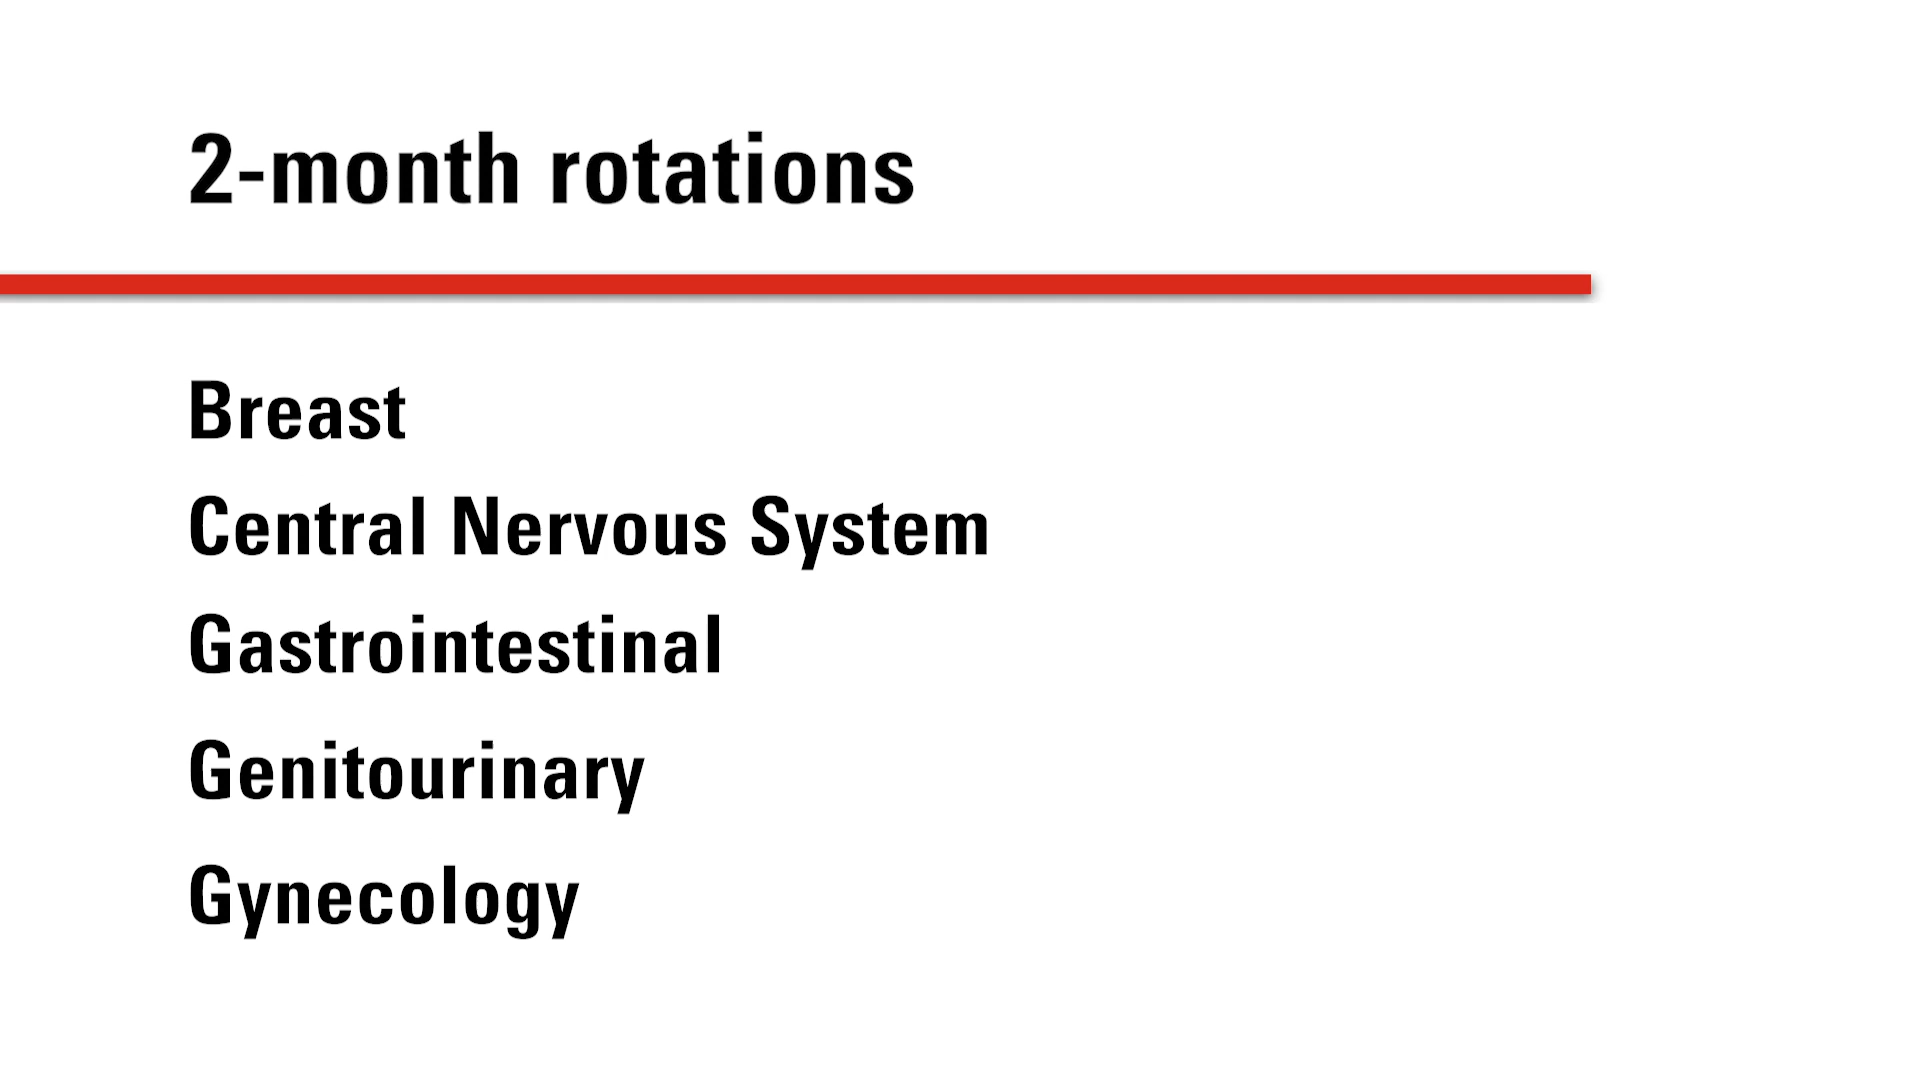 2-month rotations
Breast
Central Nervous System
Gastrointestinal
Genitourinary
Gynecology